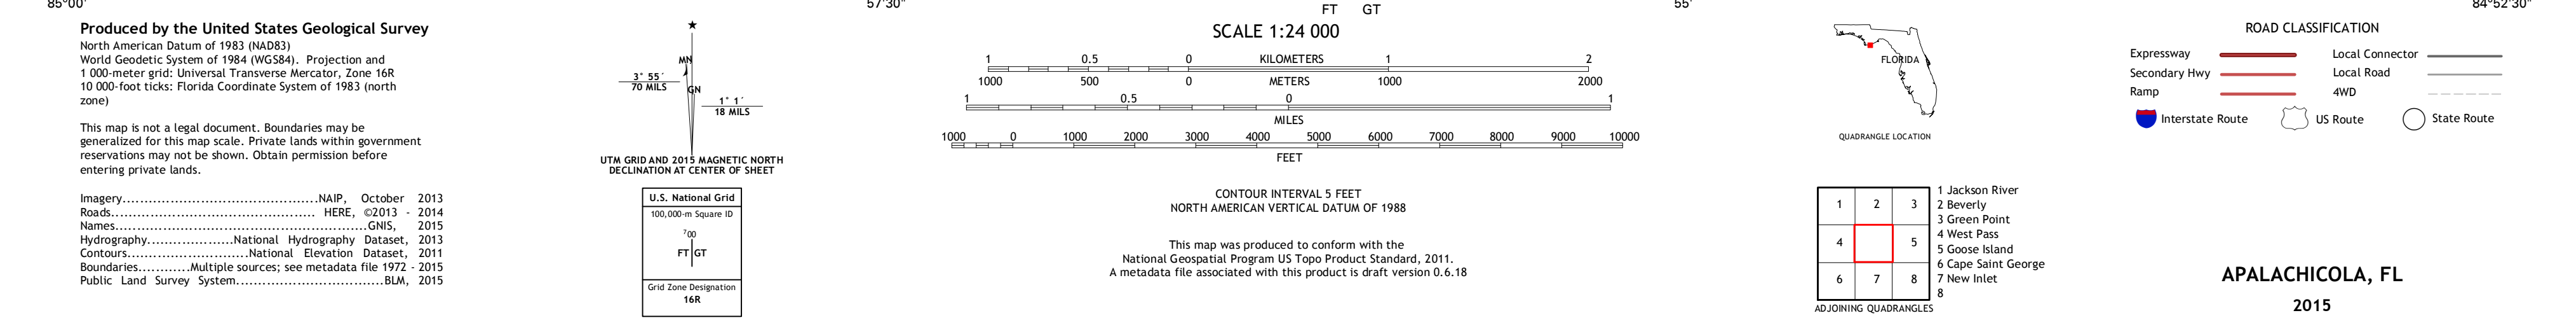 85°00'
57'30"
FT GT
55'
84°52'30"
Produced by the United States Geological Survey
North American Datum of 1983 (NAD83)
World Geodetic System of 1984 (WGS84). Projection and
1 000-meter grid: Universal Transverse Mercator, Zone 16R
10 000-foot ticks: Florida Coordinate System of 1983 (north
zone)
This map is not a legal document. Boundaries may be
generalized for this map scale. Private lands within government
reservations may not be shown. Obtain permission before
entering private lands.
Imagery..........................................NAIP, October 2013
Roads............................................ HERE, ©2013 - 2014
Names.....................................................GNIS, 2015
Hydrography...................National Hydrography Dataset, 2013
Contours..........................National Elevation Dataset, 2011
Boundaries...........Multiple sources; see metadata file 1972 - 2015
Public Land Survey System................................BLM, 2015
MN
3° 55´
70 MILS
GN
1° 1´
18 MILS
UTM GRID AND 2015 MAGNETIC NORTH
DECLINATION AT CENTER OF SHEET
U.S. National Grid
100,000-m Square ID
700
FT GT
Grid Zone Designation
16R
SCALE 1:24 000
1 0.5 0 KILOMETERS 1 2
1000 500 0 METERS 1000 2000
1 0.5 0 1
MILES
1000 0 1000 2000 3000 4000 5000 6000 7000 8000 9000 10000
FEET
CONTOUR INTERVAL 5 FEET
NORTH AMERICAN VERTICAL DATUM OF 1988
This map was produced to conform with the
National Geospatial Program US Topo Product Standard, 2011.
A metadata file associated with this product is draft version 0.6.18
FLORIDA
QUADRANGLE LOCATION
1 2 3
4 5
6 7 8
1 Jackson River
2 Beverly
3 Green Point
4 West Pass
5 Goose Island
6 Cape Saint George
7 New Inlet
8
ADJOINING QUADRANGLES
ROAD CLASSIFICATION
Expressway Local Connector
Secondary Hwy Local Road
Ramp 4WD
Interstate Route US Route State Route
APALACHICOLA, FL
2015